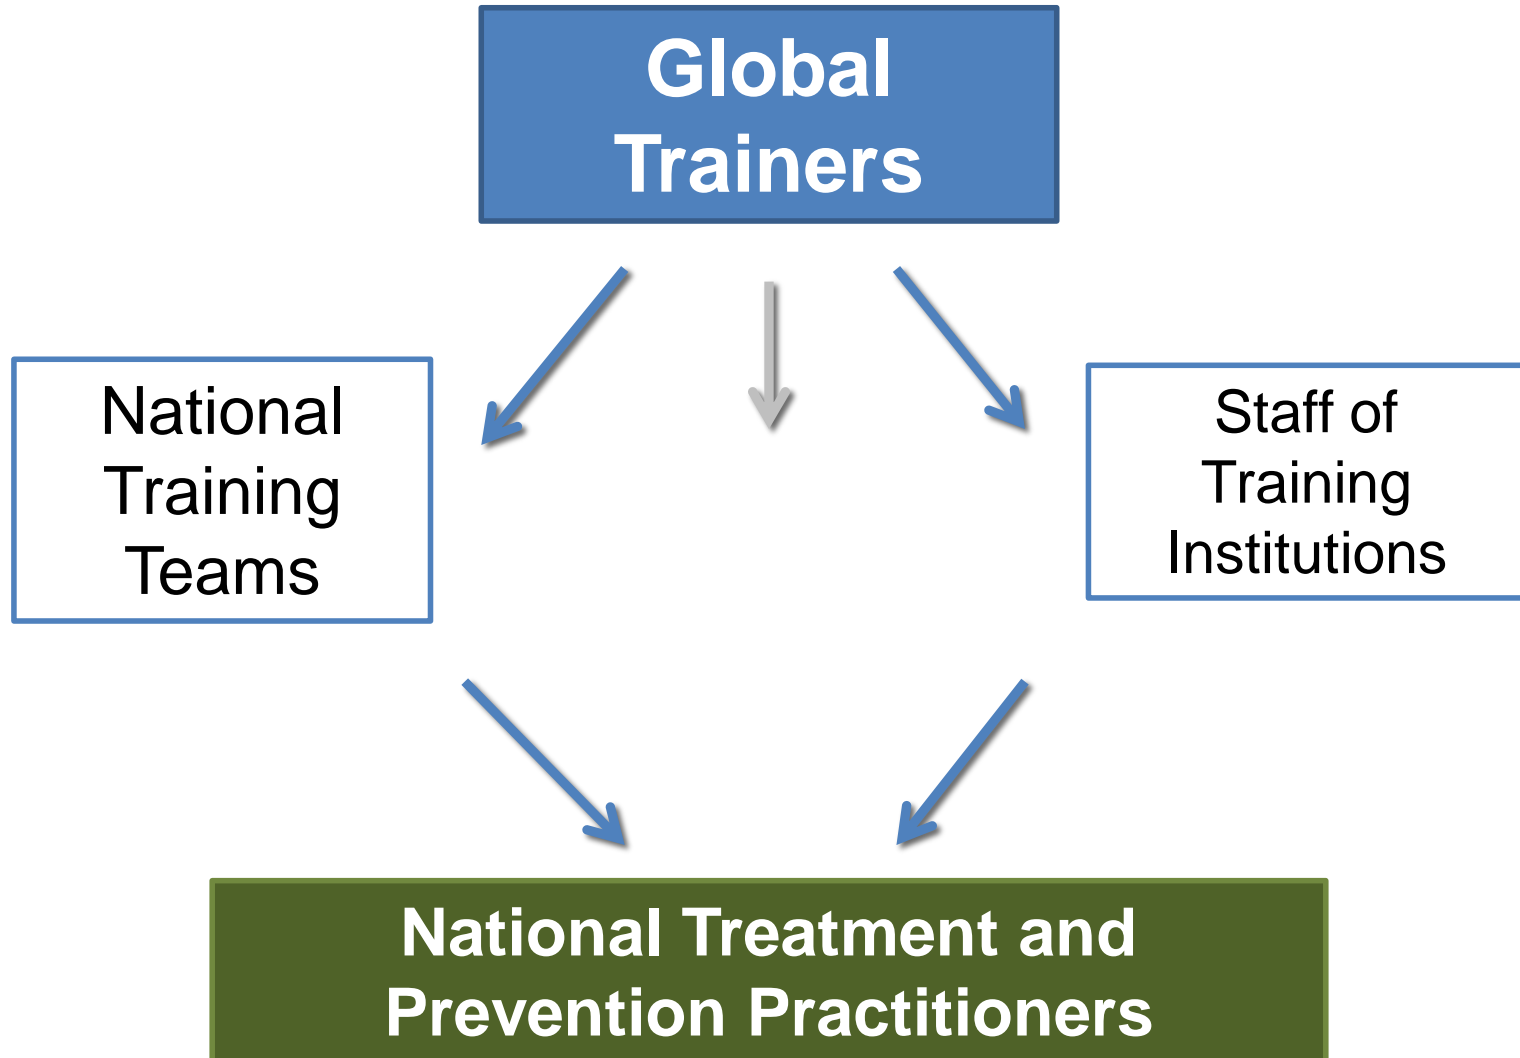 Global
Trainers
National
Training
Teams
Staff of
Training
Institutions
National Treatment and
Prevention Practitioners